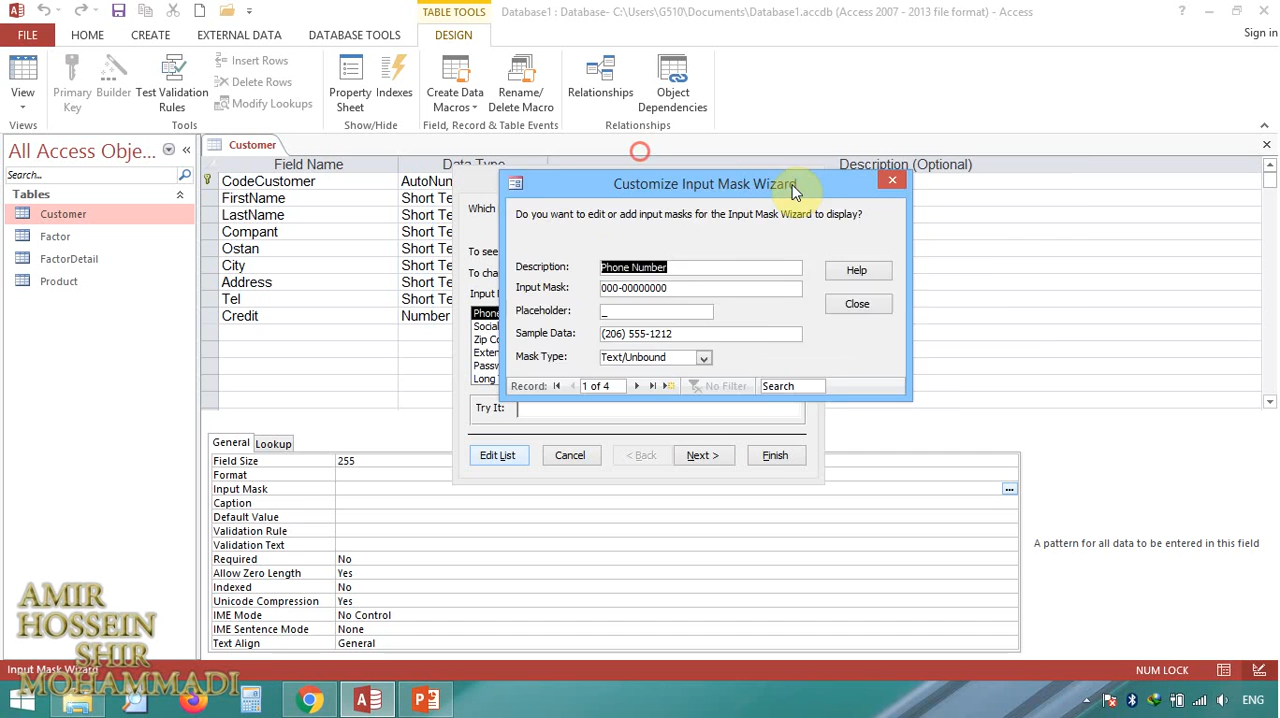 TABLE TOOLS
Database1 : Database- C:\Users\G510\Documents\Database1.accdb (Access 2007 - 2013 file format) - Access
FILE
HOME
CREATE
EXTERNAL DATA
DATABASE TOOLS
DESIGN
Sign in
View
Primary Key
Builder
Test Validation Rules
Insert Rows
Delete Rows
Modify Lookups
Property Sheet
Indexes
Create Data Macros
Rename/ Delete Macro
Relationships
Object Dependencies
Views
Tools
Show/Hide
Field, Record & Table Events
Relationships
All Access Obje...
Search...
Tables
Customer
Factor
FactorDetail
Product
Customer
Field Name
Data Type
Description (Optional)
CodeCustomer AutoNum
FirstName Short Te
LastName Short Te
Compant Short Te
Ostan Short Te
City Short Te
Address Short Te
Tel Short Te
Credit Number
Which
To see
To cha
Input
Phone
Social
Zip Co
Exten
Passw
Long
Try It:
Edit List
Cancel
< Back
Next >
Finish
Customize Input Mask Wizard
Do you want to edit or add input masks for the Input Mask Wizard to display?
Description: Phone Number
Input Mask: 000-00000000
Placeholder: _
Sample Data: (206) 555-1212
Mask Type: Text/Unbound
Help
Close
Record: 1 of 4 No Filter Search
General
Lookup
Field Size 255
Format
Input Mask ...
Caption
Default Value
Validation Rule
Validation Text
Required No
Allow Zero Length Yes
Indexed No
Unicode Compression Yes
IME Mode No Control
IME Sentence Mode None
Text Align General
A pattern for all data to be entered in this field
AMIR
HOSSEIN
SHIR
MOHAMMADI
Input Mask Wizard
NUM LOCK
ENG